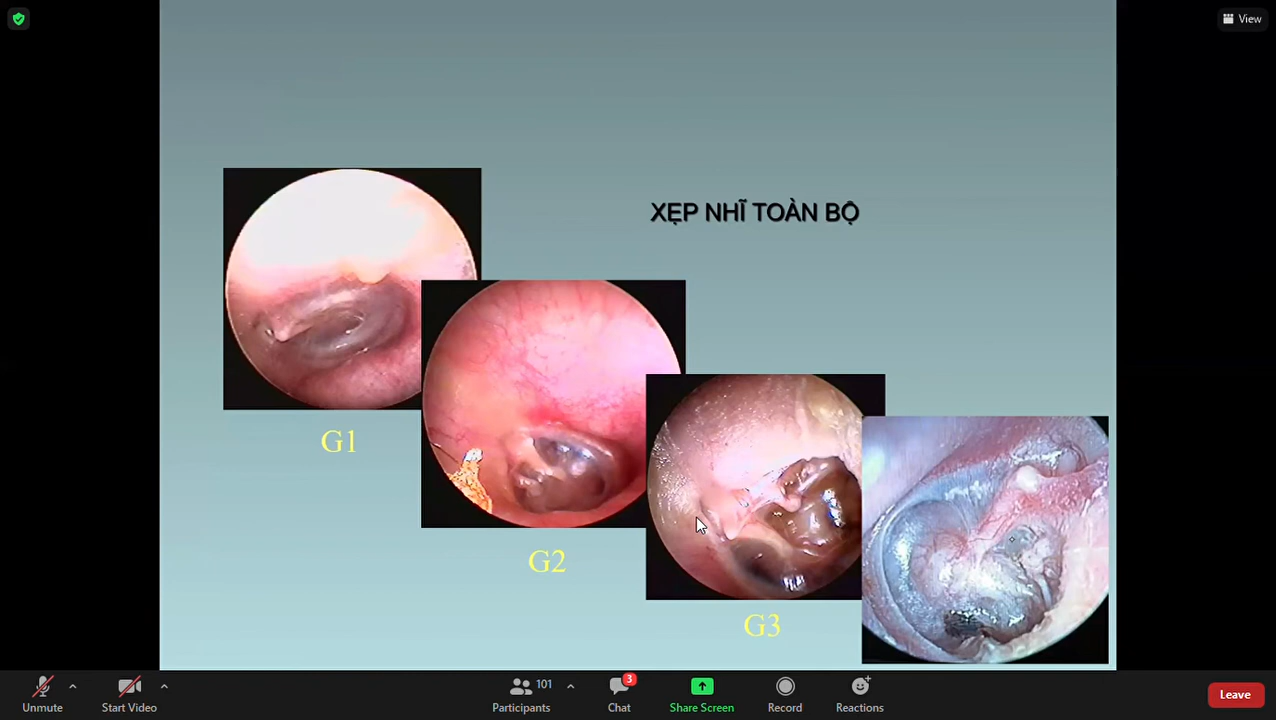 View
XẸP NHĨ TOÀN BỘ
G1
G2
G3
101
3
Unmute
Start Video
Participants
Chat
Share Screen
Record
Reactions
Leave